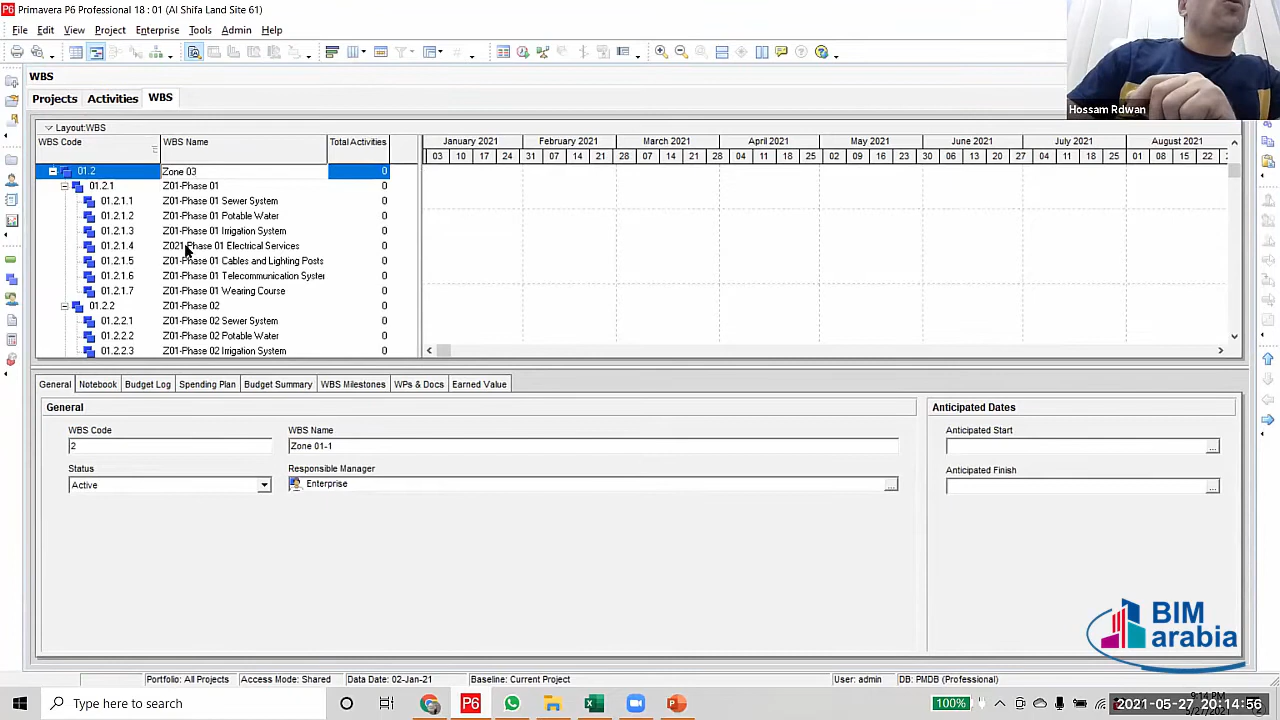 Primavera P6 Professional 18 : 01 (Al Shifa Land Site 61)
File Edit View Project Enterprise Tools Admin Help
WBS
Hossam Rdwan
Projects Activities WBS
Layout:WBS
WBS Code WBS Name Total Activities
January 2021 February 2021 March 2021 April 2021 May 2021 June 2021 July 2021 August 2021
03 10 17 24 31 07 14 21 28 07 14 21 28 04 11 18 25 02 09 16 23 30 06 13 20 27 04 11 18 25 01 08 15 22
01.2 Zone 03 0
01.2.1 Z01-Phase 01 0
01.2.1.1 Z01-Phase 01 Sewer System 0
01.2.1.2 Z01-Phase 01 Potable Water 0
01.2.1.3 Z01-Phase 01 Irrigation System 0
01.2.1.4 Z021-Phase 01 Electrical Services 0
01.2.1.5 Z01-Phase 01 Cables and Lighting Posts 0
01.2.1.6 Z01-Phase 01 Telecommunication Syster 0
01.2.1.7 Z01-Phase 01 Wearing Course 0
01.2.2 Z01-Phase 02 0
01.2.2.1 Z01-Phase 02 Sewer System 0
01.2.2.2 Z01-Phase 02 Potable Water 0
01.2.2.3 Z01-Phase 02 Irrigation System 0
General Notebook Budget Log Spending Plan Budget Summary WBS Milestones WPs & Docs Earned Value
General Anticipated Dates
WBS Code WBS Name Anticipated Start
2 Zone 01-1
Status Responsible Manager Anticipated Finish
Active Enterprise
BIM
arabia
Portfolio: All Projects Access Mode: Shared Data Date: 02-Jan-21 Baseline: Current Project User: admin DB: PMDB (Professional)
Type here to search
100%
9:14 PM
2021-05-27 20:14:56